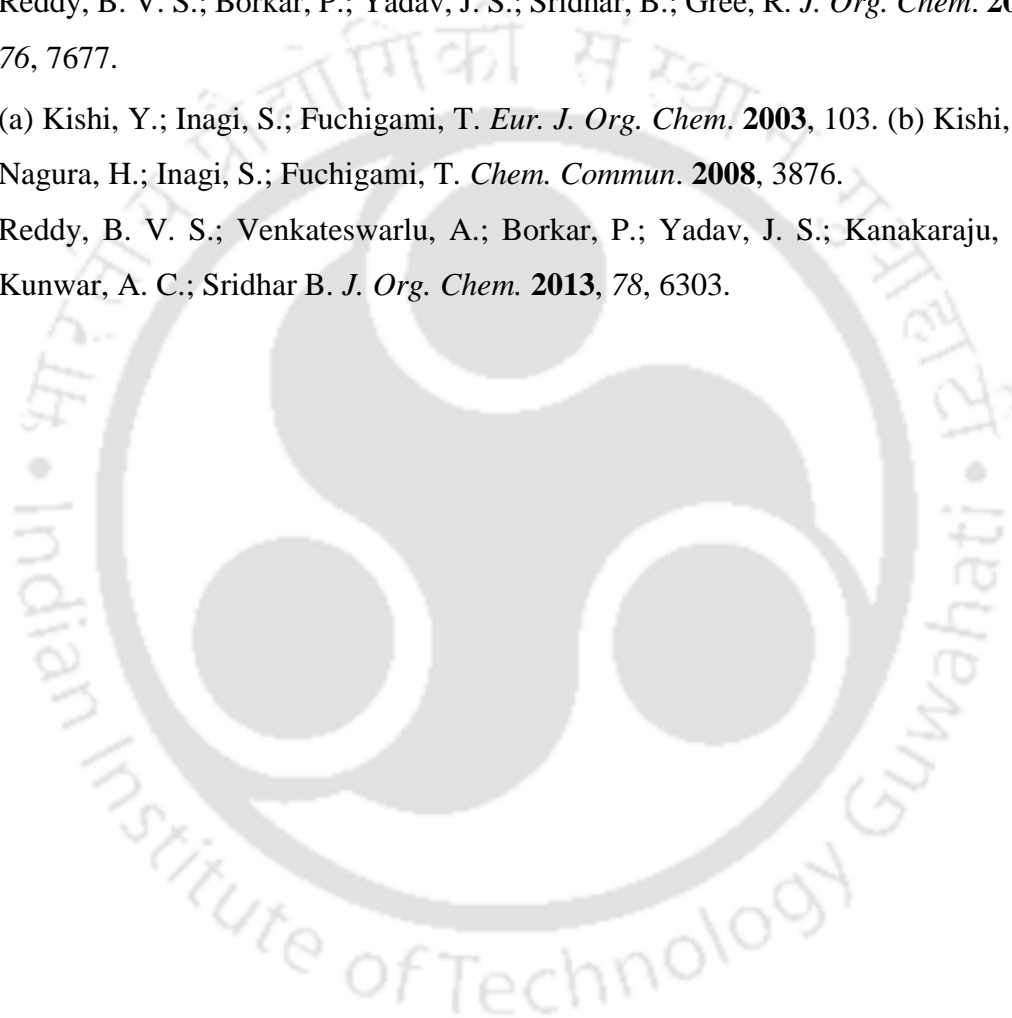 Reddy, B. V. S.; Borkar, P.; Yadav, J. S.; Sridhar, B.; Grée, R. J. Org. Chem.
76, 7677.
(a) Kishi, Y.; Inagi, S.; Fuchigami, T. Eur. J. Org. Chem. 2003, 103. (b) Kishi,
Nagura, H.; Inagi, S.; Fuchigami, T. Chem. Commun. 2008, 3876.
Reddy, B. V. S.; Venkateswarlu, A.; Borkar, P.; Yadav, J. S.; Kanakaraju,
Kunwar, A. C.; Sridhar B. J. Org. Chem. 2013, 78, 6303.
Indian Institute of Technology Guwahati